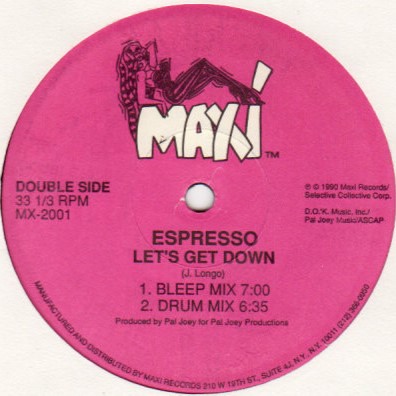 MAXI
TM
DOUBLE SIDE
33 1/3 RPM
MX-2001
℗ © 1990 Maxi Records/
Selective Collective Corp.
D.O.'K. Music, Inc./
Pal Joey Music/ASCAP
ESPRESSO
LET'S GET DOWN
(J. Longo)
1. BLEEP MIX 7:00
2. DRUM MIX 6:35
Produced by Pal Joey for Pal Joey Productions
MANUFACTURED AND DISTRIBUTED BY MAXI RECORDS 210 W 19TH ST., SUITE 4J, N.Y. N.Y. 10011 (212) 366-0900